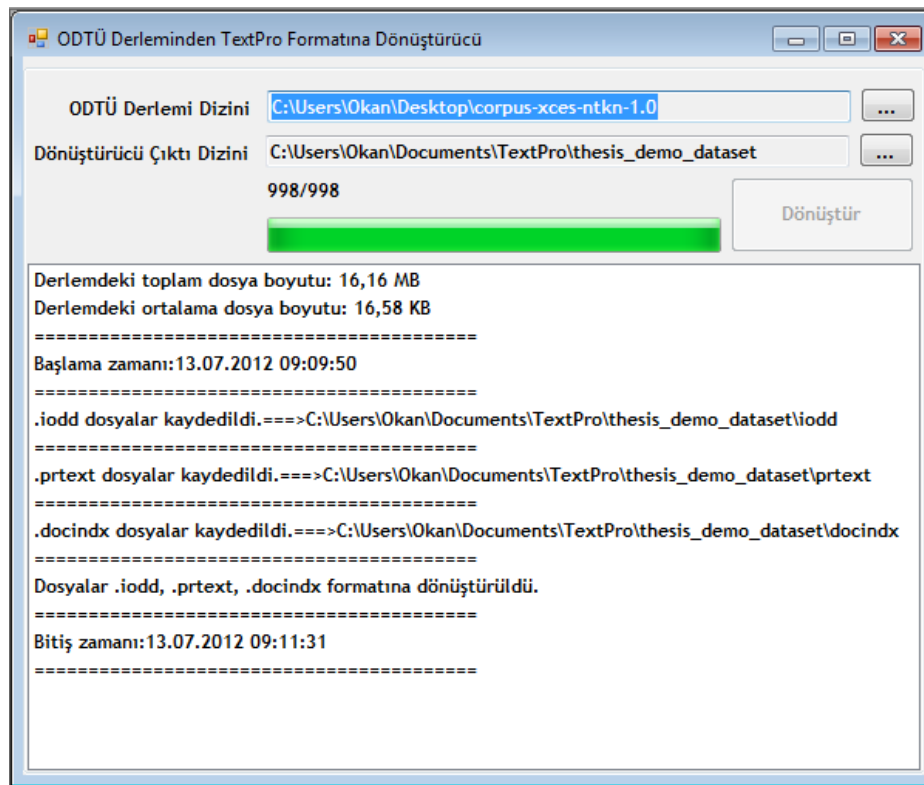 ODTÜ Derleminden TextPro Formatına Dönüştürücü
ODTÜ Derlemi Dizini C:\Users\Okan\Desktop\corpus-xces-ntkn-1.0 ...
Dönüştürücü Çıktı Dizini C:\Users\Okan\Documents\TextPro\thesis_demo_dataset ...
998/998
Dönüştür
Derlemdeki toplam dosya boyutu: 16,16 MB
Derlemdeki ortalama dosya boyutu: 16,58 KB
=========================================
Başlama zamanı:13.07.2012 09:09:50
=========================================
.iodd dosyalar kaydedildi.===>C:\Users\Okan\Documents\TextPro\thesis_demo_dataset\iodd
=========================================
.prtext dosyalar kaydedildi.===>C:\Users\Okan\Documents\TextPro\thesis_demo_dataset\prtext
=========================================
.docindx dosyalar kaydedildi.===>C:\Users\Okan\Documents\TextPro\thesis_demo_dataset\docindx
=========================================
Dosyalar .iodd, .prtext, .docindx formatına dönüştürüldü.
=========================================
Bitiş zamanı:13.07.2012 09:11:31
=========================================